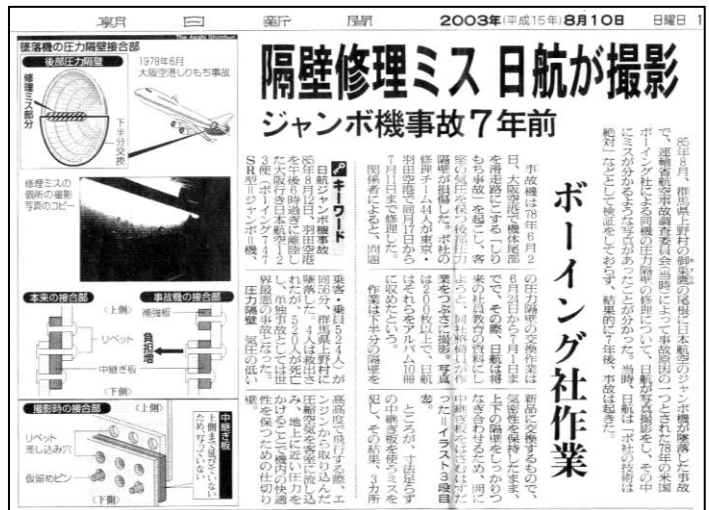 朝日新聞
2003年(平成15年)8月10日 日曜日 1
隔壁修理ミス 日航が撮影
ジャンボ機事故7年前
ボーイング社作業
85年8月、群馬県上野村の御巣鷹の尾根へ日本航空のジャンボ機が墜落した事故
で、運輸省航空事故調査委員会(当時)によって事故原因の一つとされた78年の米国
ボーイング社による同機の圧力隔壁の修理について、日航が写真撮影をし、その中
にミスが分かるような写真があったことが分かった。当時、日航は「ボ社の技術は
絶対」などとして検証をしておらず、結果的に7年後、事故は起きた。
事故機は78年6月2
日、大阪空港で機体尾部
を滑走路にこする「しり
もち事故」を起こし、客
室の気圧を保つ後部圧力
隔壁が損傷した。ボ社の
修理チーム44人が東京・
羽田空港で同月17日から
7月1日まで修理した。
関係者によると、問題
の圧力隔壁の交換作業は
6月24日から7月1日ま
でで、その際、日航は将
来の社員教育の資料にし
ようと、同社整備士が作
業をつぶさに撮影。写真
は200枚以上で、日航
はそれらをアルバム10冊
に収めたという。
作業は下半分の隔壁を
新品に交換するもので、
気密性を保持したまま、
上下の隔壁をしっかりつ
なぎ合わせるため、間に
中継ぎ板をはさむはずだ
った=イラスト3段目
左。
ところが、寸法足らず
の中継ぎ板を使うミスを
犯し、その結果、3カ所
キーワード
日航ジャンボ機事故
85年8月12日、羽田空港
を午後6時過ぎに離陸し
た大阪行き日本航空12
3便(ボーイング747
SR型=ジャンボ=機、
乗客・乗員524人)が
同56分、群馬県上野村に
墜落した。4人は救出さ
れたが、520人が死亡
し、単独事故としては世
界最悪の事故となった。
圧力隔壁 気圧の低い
高高度で飛行する際、エ
ンジンから取り込んだ
圧縮空気を客室に流し込
み、地上に近い圧力を
かけることで機内の快適
性を保つための仕切り
The Asahi Shimbun
墜落機の圧力隔壁接合部
後部圧力隔壁
修理ミス部分
下半分交換
1978年6月
大阪空港しりもち事故
修理ミスの
個所の撮影
写真のコピー
本来の接合部
事故機の接合部
〈上側〉
補強板
リベット
負担増
中継ぎ板
〈下側〉
撮影時の接合部
〈上側〉
リベット
差し込み穴
仮留めピン
〈下側〉
中継ぎ板
上側まで延びていない
ため、写っていない